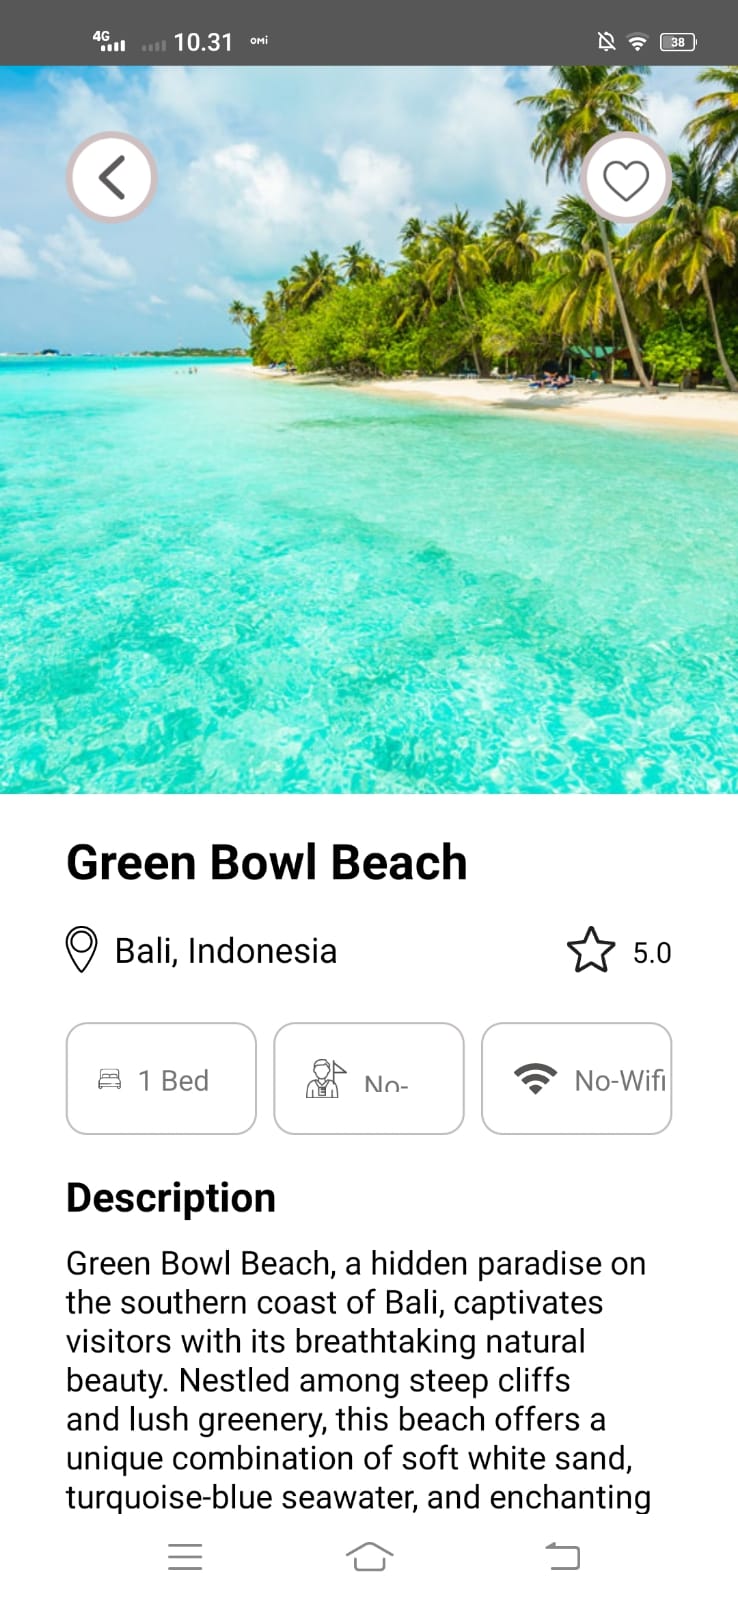 4G 10.31 OMi 38
Green Bowl Beach
Bali, Indonesia 5.0
1 Bed No- No-Wifi
Description
Green Bowl Beach, a hidden paradise on
the southern coast of Bali, captivates
visitors with its breathtaking natural
beauty. Nestled among steep cliffs
and lush greenery, this beach offers a
unique combination of soft white sand,
turquoise-blue seawater, and enchanting